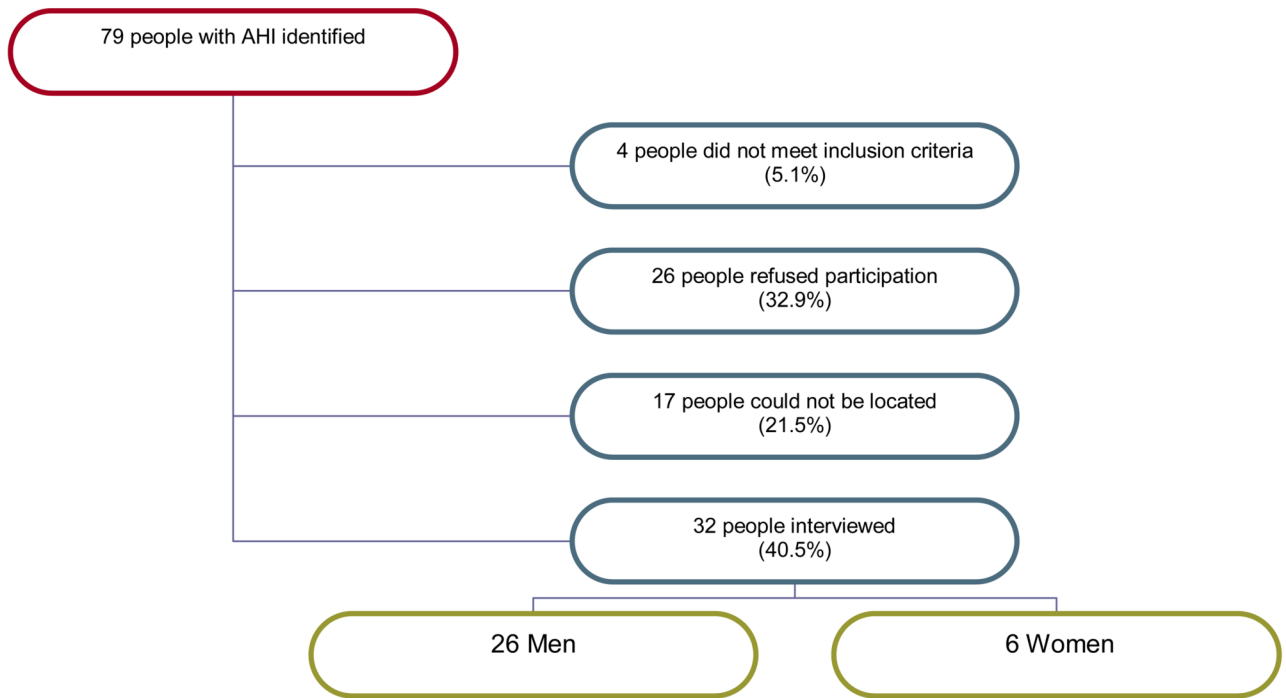 79 people with AHI identified
4 people did not meet inclusion criteria
(5.1%)
26 people refused participation
(32.9%)
17 people could not be located
(21.5%)
32 people interviewed
(40.5%)
26 Men
6 Women